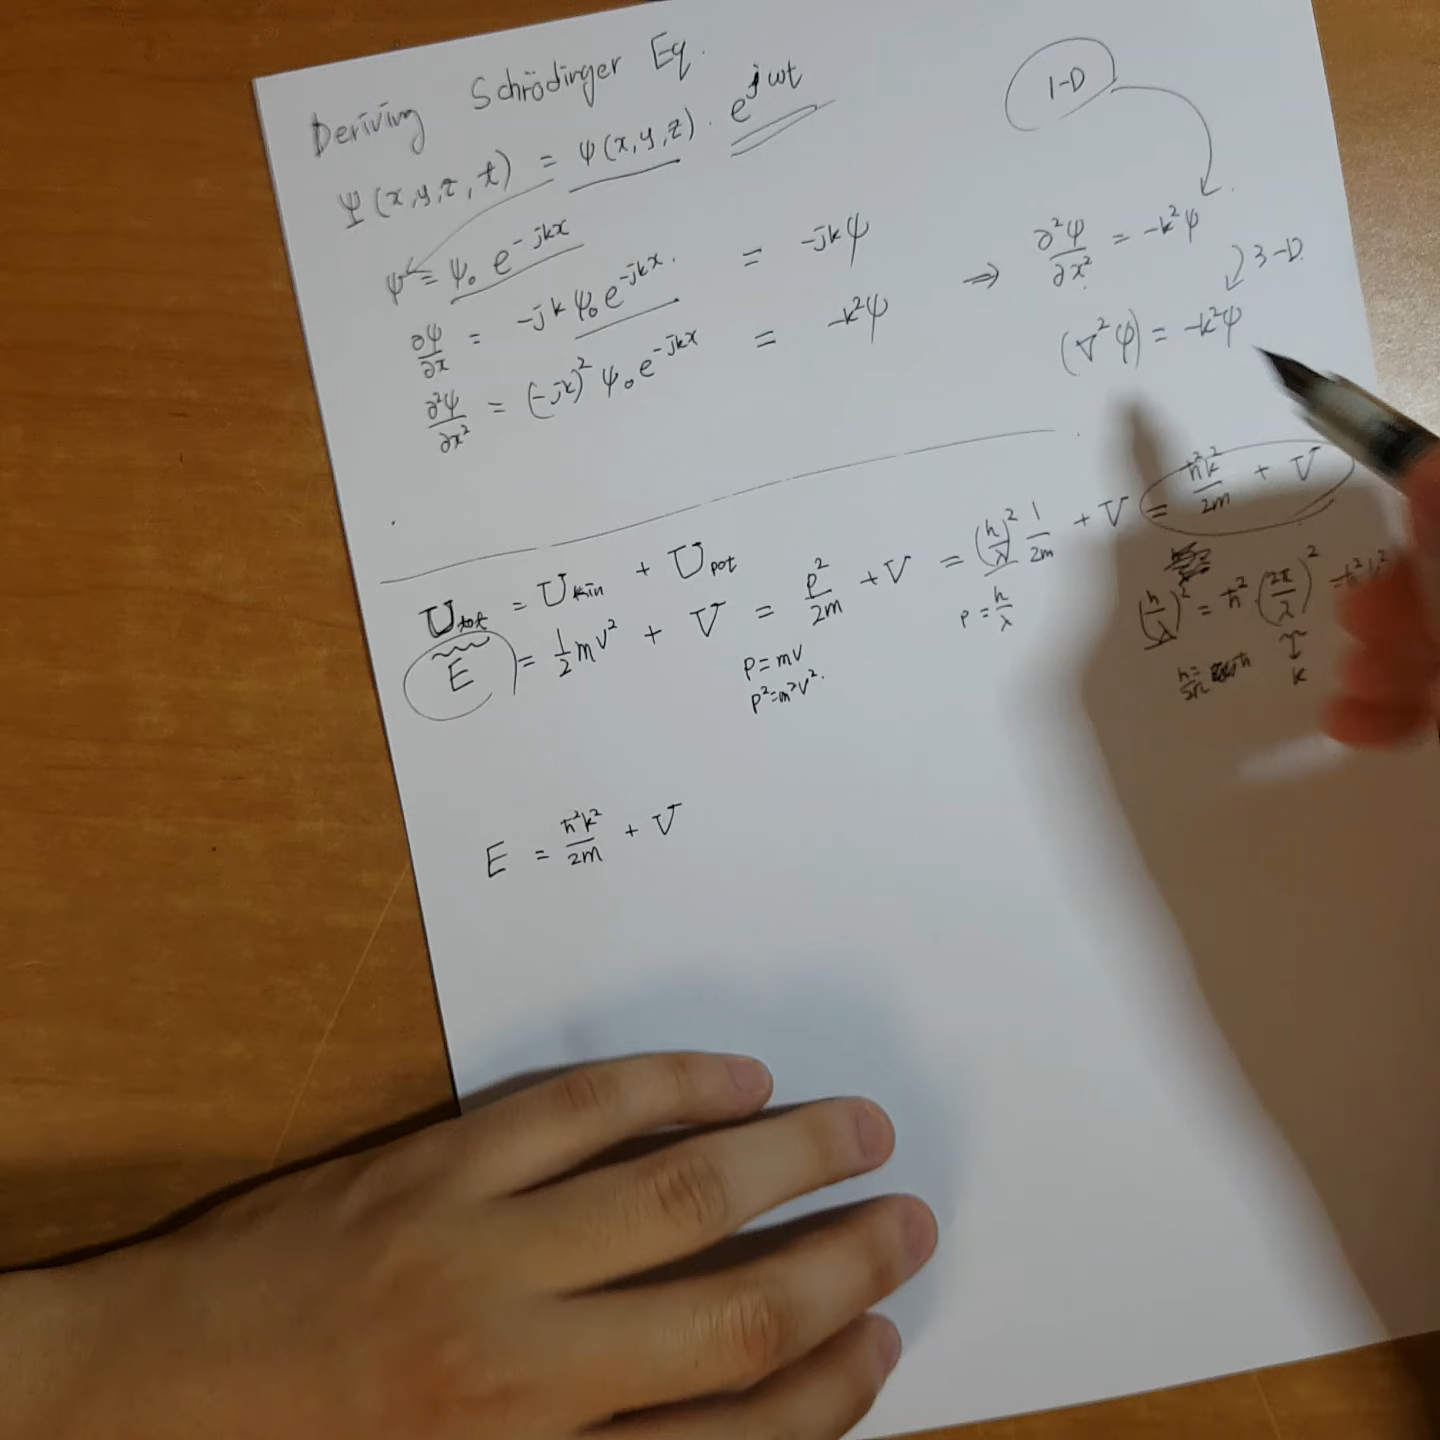 Deriving Schrödinger Eq.
Ψ(x,y,z,t) = ψ(x,y,z) · e^{jωt}
1-D
ψ = ψ₀ e^{-jkx}
∂ψ/∂x = -jk ψ₀ e^{-jkx} = -jkψ
∂²ψ/∂x² = (-jk)² ψ₀ e^{-jkx} = -k²ψ
⇒ ∂²ψ/∂x² = -k²ψ
3-D
(∇²ψ) = -k²ψ
U_tot = U_kin + U_pot
E = ½mv² + V = p²/2m + V = (h/λ)² 1/2m + V = ħ²k²/2m + V
p = mv
p² = m²v².
p = h/λ
(h/λ)² = ħ² (2π/λ)² = ħ²k²
h/2π = ħ
k
E = ħ²k²/2m + V